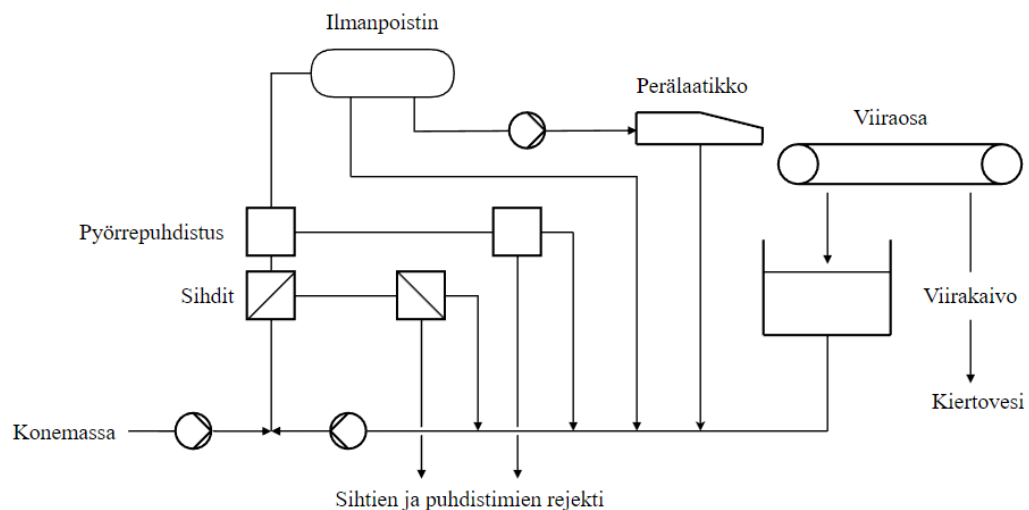 Ilmanpoistin
Perälaatikko
Viiraosa
Pyörrepuhdistus
Sihdit
Viirakaivo
Kiertovesi
Konemassa
Sihtien ja puhdistimien rejekti